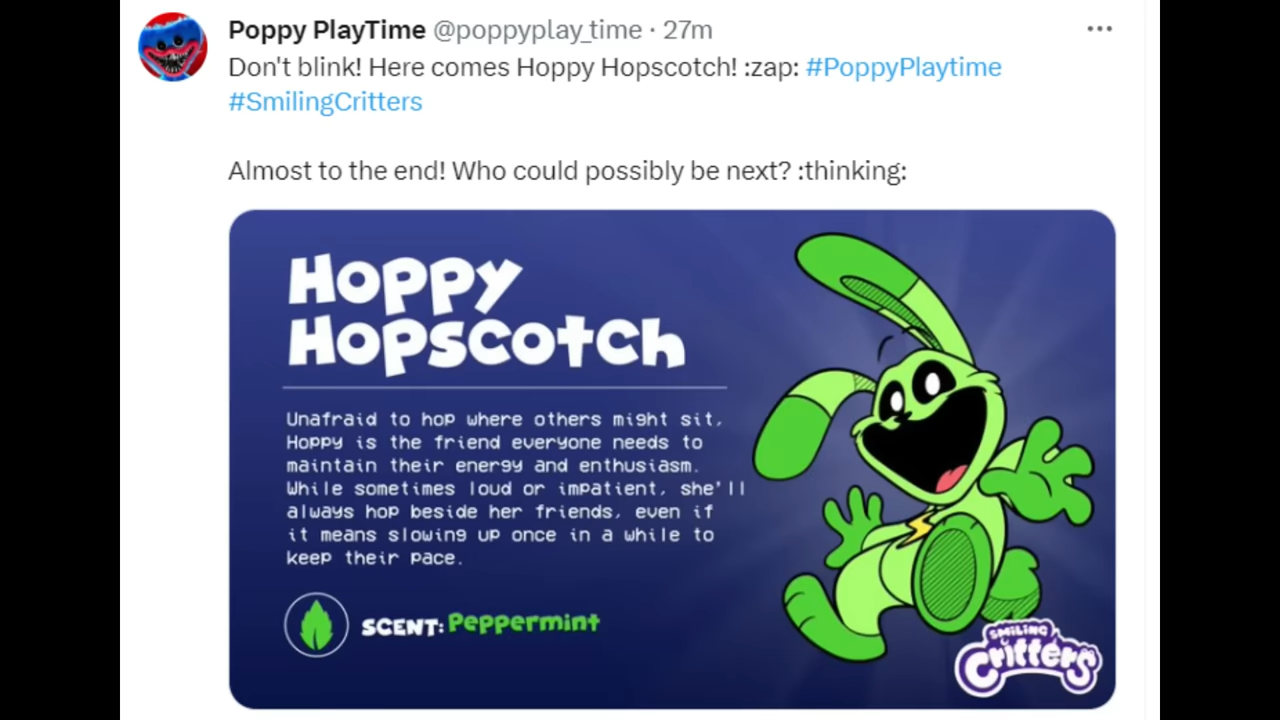 Poppy PlayTime @poppyplay_time · 27m
Don't blink! Here comes Hoppy Hopscotch! :zap: #PoppyPlaytime
#SmilingCritters
Almost to the end! Who could possibly be next? :thinking:
Hoppy
Hopscotch
Unafraid to hop where others might sit,
Hoppy is the friend everyone needs to
maintain their energy and enthusiasm.
While sometimes loud or impatient, she'll
always hop beside her friends, even if
it means slowing up once in a while to
keep their pace.
SCENT: Peppermint
SMILING
Critters